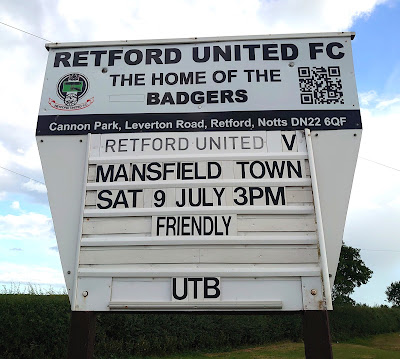 RETFORD UNITED FC
THE HOME OF THE
BADGERS
Cannon Park, Leverton Road, Retford, Notts DN22 6QF
RETFORD UNITED V
MANSFIELD TOWN
SAT 9 JULY 3PM
FRIENDLY
UTB